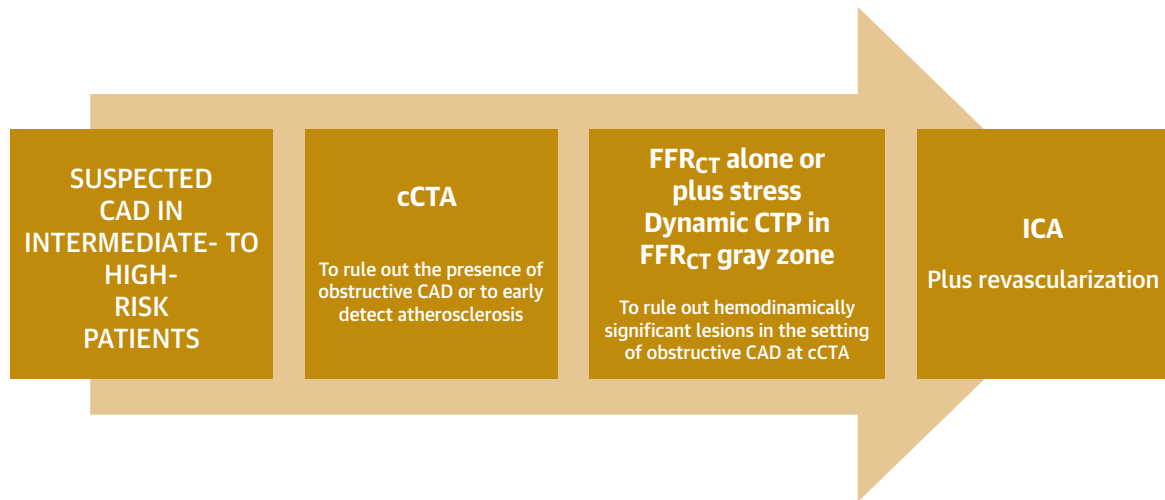 SUSPECTED
CAD IN
INTERMEDIATE- TO
HIGH-
RISK
PATIENTS
cCTA
To rule out the presence of
obstructive CAD or to early
detect atherosclerosis
FFRCT alone or
plus stress
Dynamic CTP in
FFRCT gray zone
To rule out hemodinamically
significant lesions in the setting
of obstructive CAD at cCTA
ICA
Plus revascularization